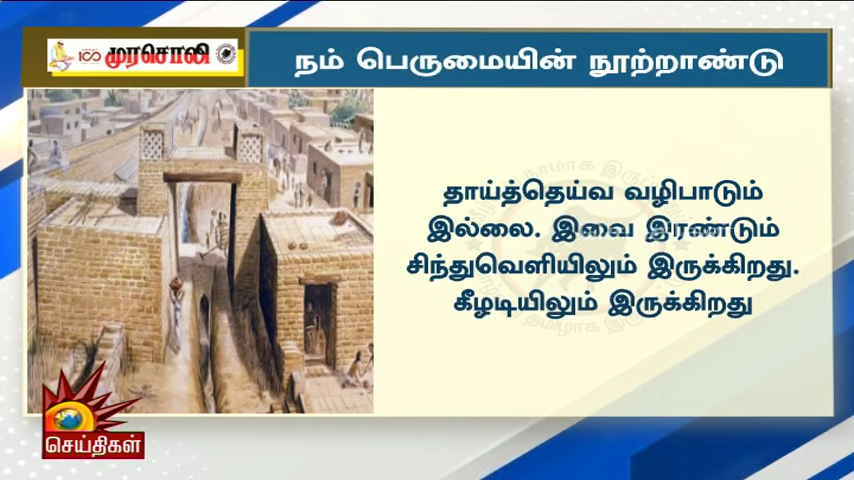 100 முரசொலி
நம் பெருமையின் நூற்றாண்டு
தாய்த்தெய்வ வழிபாடும்
இல்லை. இவை இரண்டும்
சிந்துவெளியிலும் இருக்கிறது.
கீழடியிலும் இருக்கிறது
செய்திகள்